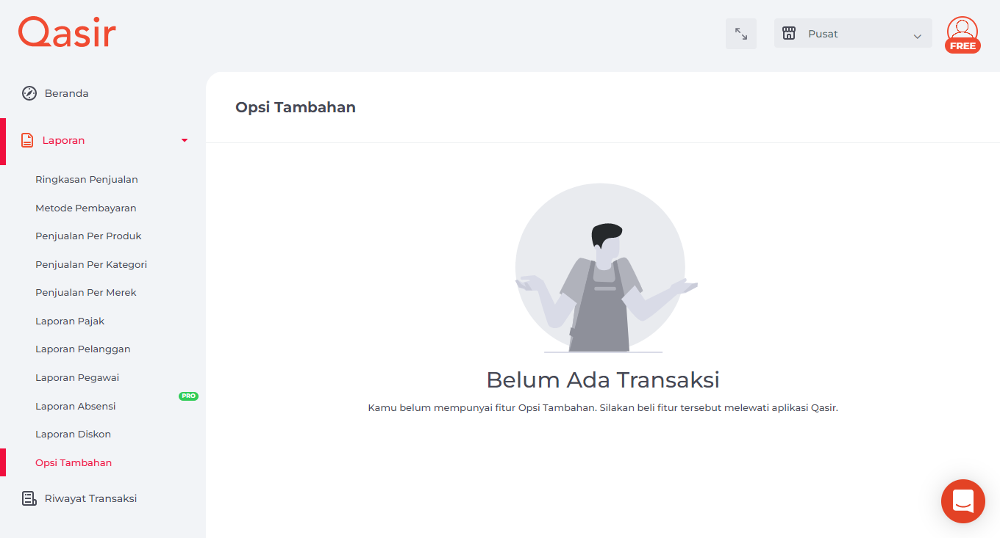 Qasir
Pusat
FREE
Beranda
Laporan
Ringkasan Penjualan
Metode Pembayaran
Penjualan Per Produk
Penjualan Per Kategori
Penjualan Per Merek
Laporan Pajak
Laporan Pelanggan
Laporan Pegawai
PRO
Laporan Absensi
Laporan Diskon
Opsi Tambahan
Riwayat Transaksi
Opsi Tambahan
Belum Ada Transaksi
Kamu belum mempunyai fitur Opsi Tambahan. Silakan beli fitur tersebut melewati aplikasi Qasir.